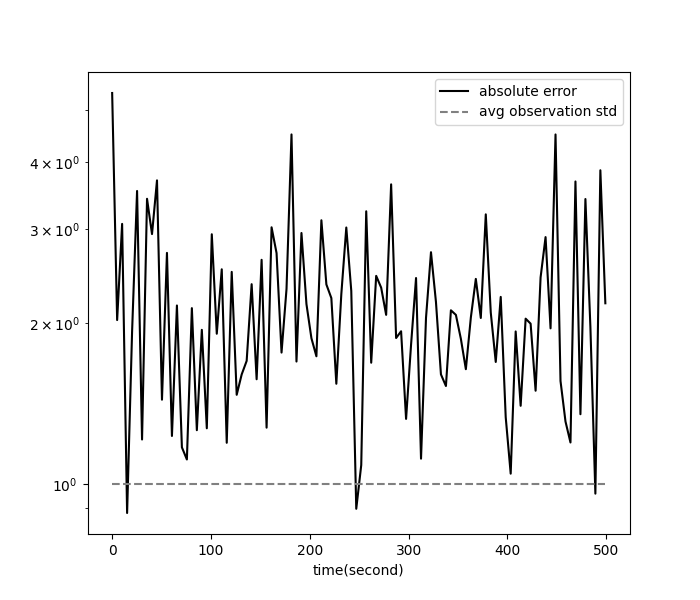 absolute error
avg observation std
4 × 10⁰
3 × 10⁰
2 × 10⁰
10⁰
0 100 200 300 400 500
time(second)